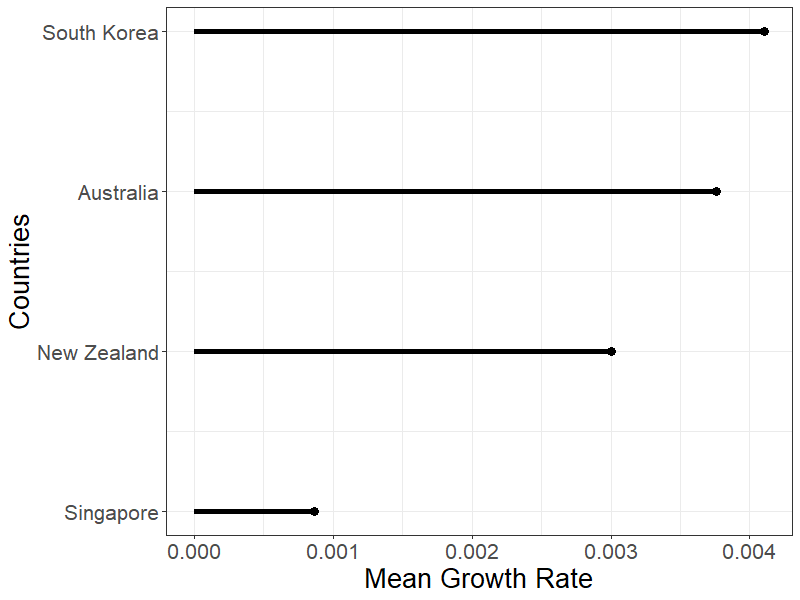 South Korea
Australia
New Zealand
Singapore
Countries
0.000 0.001 0.002 0.003 0.004
Mean Growth Rate